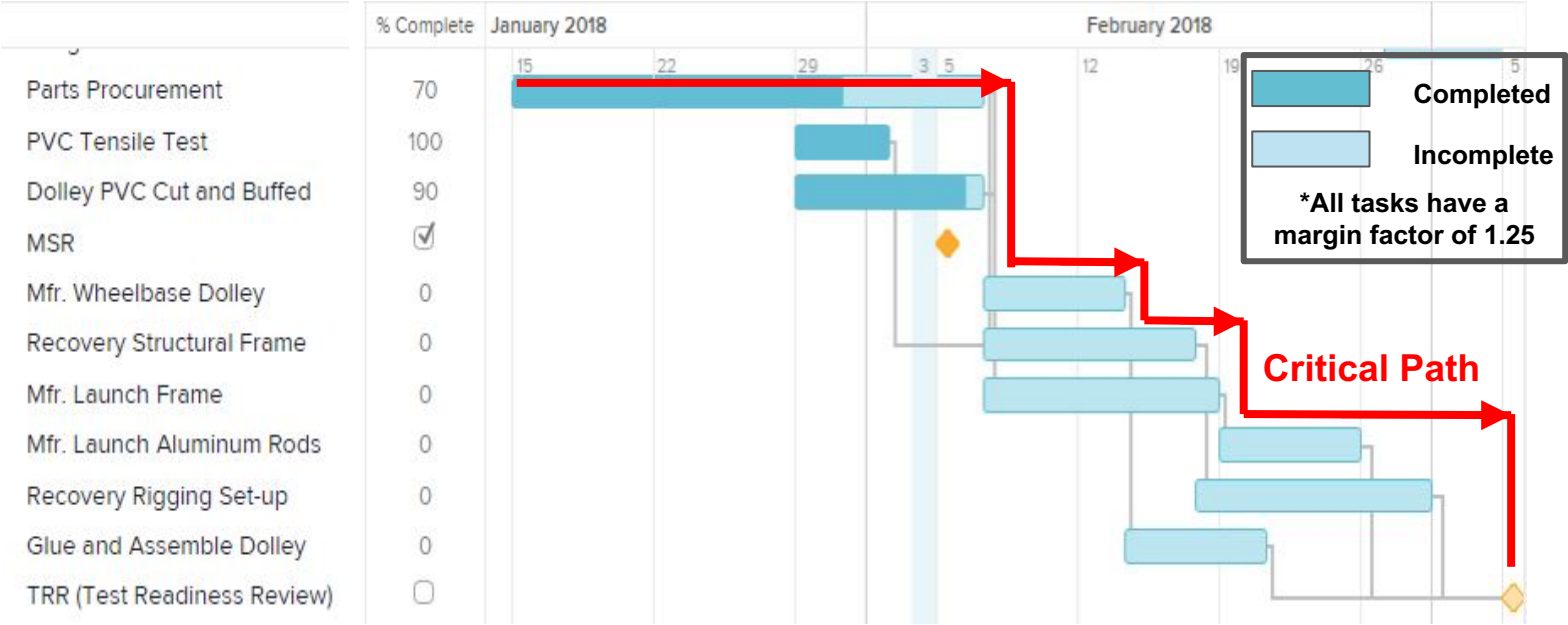 % Complete January 2018 February 2018
15 22 29 3 5 12 19 26 5
Parts Procurement 70
PVC Tensile Test 100
Dolley PVC Cut and Buffed 90
MSR
Mfr. Wheelbase Dolley 0
Recovery Structural Frame 0
Mfr. Launch Frame 0
Mfr. Launch Aluminum Rods 0
Recovery Rigging Set-up 0
Glue and Assemble Dolley 0
TRR (Test Readiness Review)
Completed
Incomplete
*All tasks have a
margin factor of 1.25
Critical Path